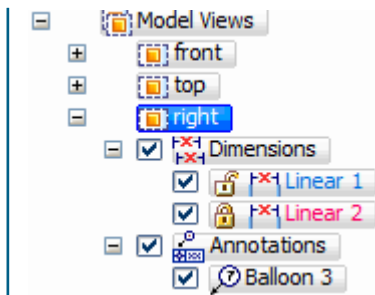 Model Views
front
top
right
Dimensions
Linear 1
Linear 2
Annotations
Balloon 3